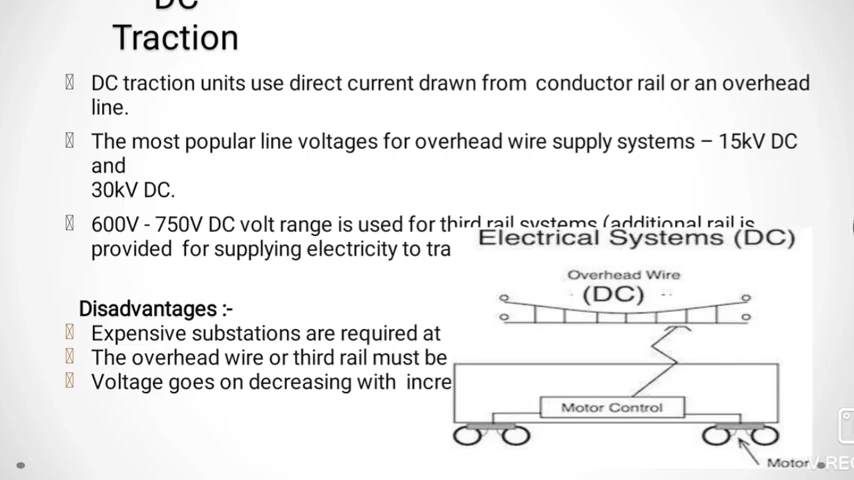 DC
Traction
DC traction units use direct current drawn from conductor rail or an overhead
line.
The most popular line voltages for overhead wire supply systems – 15kV DC
and
30kV DC.
600V - 750V DC volt range is used for third rail systems (additional rail is
provided for supplying electricity to tra
Electrical Systems (DC)
Overhead Wire
(DC)
Disadvantages :-
Expensive substations are required at
The overhead wire or third rail must be
Voltage goes on decreasing with incre
Motor Control
Motor